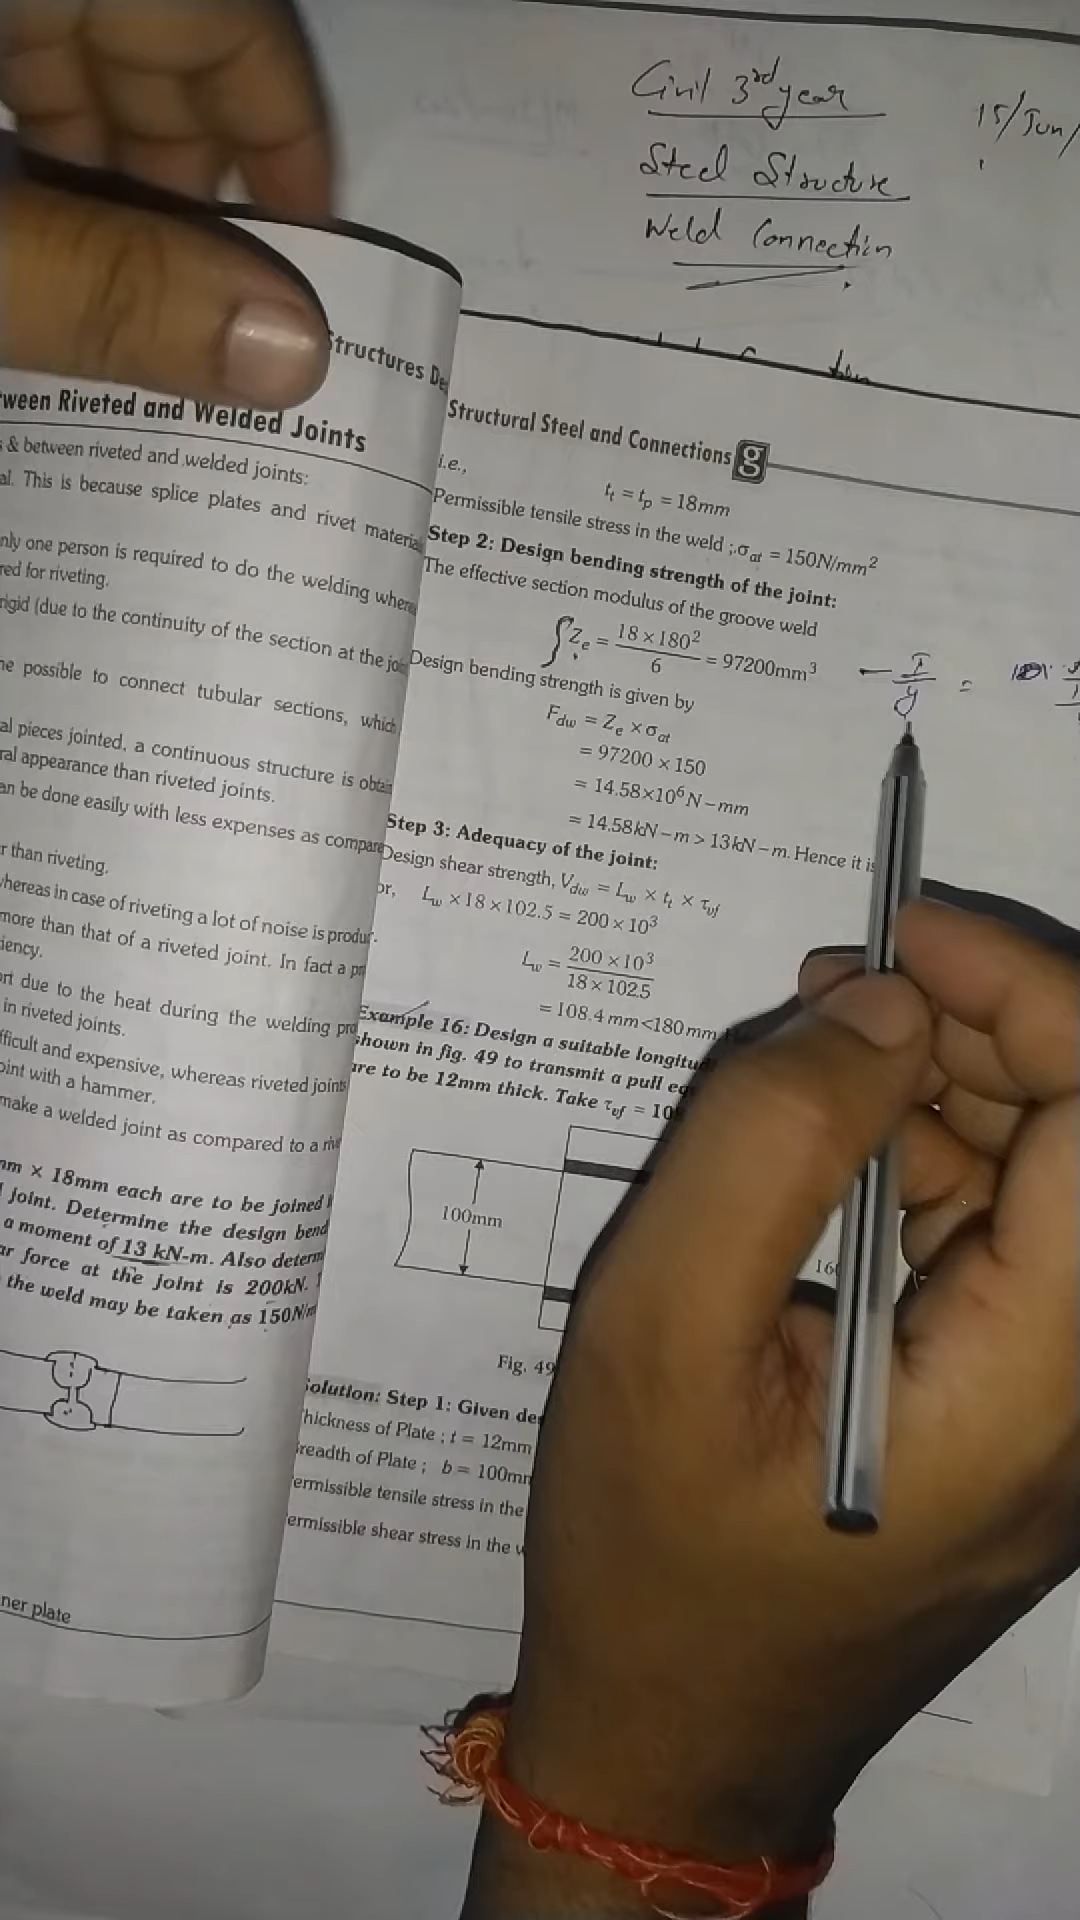 Civil 3rd year
15/Jun/
Steel Structure
Weld Connection
Structures De
ween Riveted and Welded Joints
& between riveted and welded joints:
al. This is because splice plates and rivet material
nly one person is required to do the welding where
red for riveting.
rigid (due to the continuity of the section at the
ne possible to connect tubular sections, which
al pieces jointed, a continuous structure is obtai
ral appearance than riveted joints.
an be done easily with less expenses as compare
r than riveting.
whereas in case of riveting a lot of noise is produ
more than that of a riveted joint. In fact a
iency.
ort due to the heat during the welding pro
in riveted joints.
fficult and expensive, whereas riveted joints
oint with a hammer.
make a welded joint as compared to a
mm × 18mm each are to be joined
joint. Determine the design bend
a moment of 13 kN-m. Also determ
ar force at the joint is 200kN.
the weld may be taken as 150N/m
ner plate
Structural Steel and Connections g
i.e.,
t_t = t_p = 18mm
Permissible tensile stress in the weld ; σ_at = 150N/mm²
Step 2: Design bending strength of the joint:
The effective section modulus of the groove weld
Z_e = 18 × 180² / 6 = 97200mm³
I / y =
Design bending strength is given by
F_dw = Z_e × σ_at
= 97200 × 150
= 14.58×10⁶ N−mm
= 14.58kN−m > 13kN−m. Hence it is
Step 3: Adequacy of the joint:
Design shear strength, V_dw = L_w × t_t × τ_vf
or, L_w × 18 × 102.5 = 200 × 10³
L_w = 200 × 10³ / 18 × 102.5
= 108.4 mm<180mm
Example 16: Design a suitable longitu
shown in fig. 49 to transmit a pull eq
are to be 12mm thick. Take τ_vf = 10
100mm
16
Fig. 49
Solution: Step 1: Given de
Thickness of Plate ; t = 12mm
Breadth of Plate ; b = 100mm
ermissible tensile stress in the
ermissible shear stress in the w